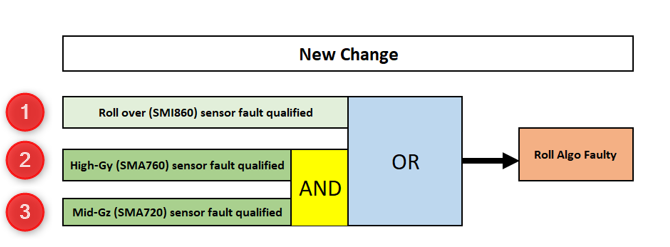 New Change
1
Roll over (SMI860) sensor fault qualified
2
High-Gy (SMA760) sensor fault qualified
3
Mid-Gz (SMA720) sensor fault qualified
AND
OR
Roll Algo Faulty